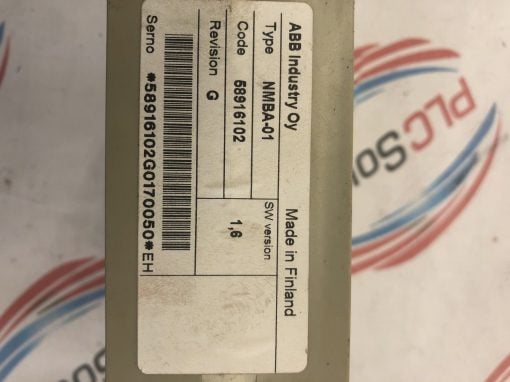 ABB Industry Oy Made in Finland
Type NMBA-01 SW version
Code 58916102 1,6
Revision G
Serno *58916102G0170050*EH
PLCSol